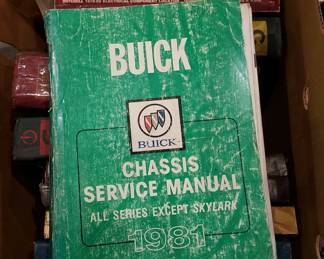 BUICK
BUICK
CHASSIS
SERVICE MANUAL
ALL SERIES EXCEPT SKYLARK
1981